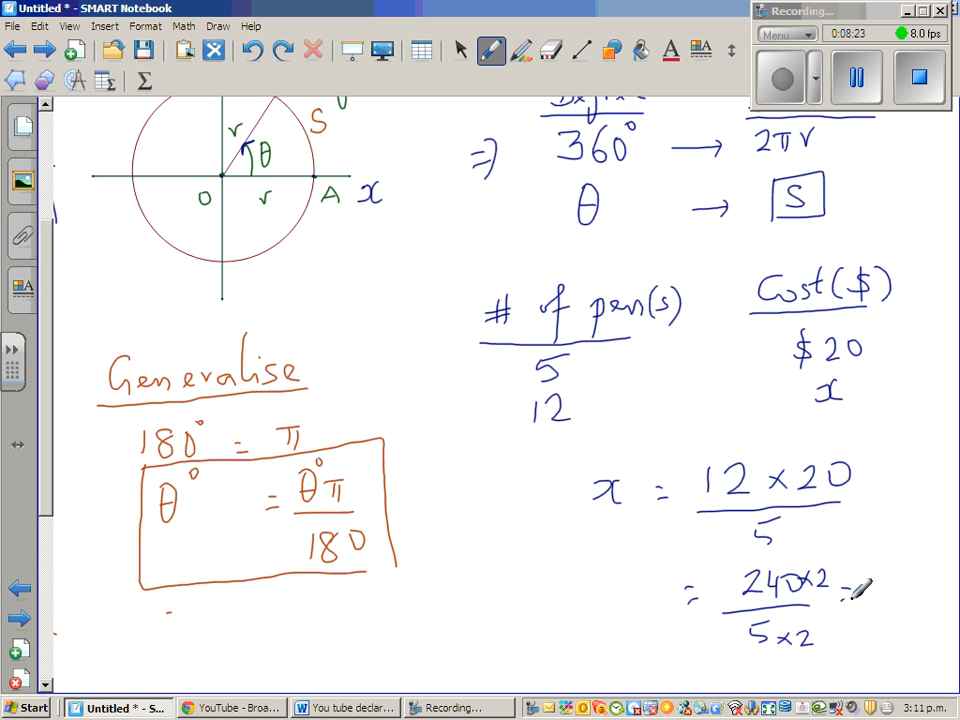 Untitled * - SMART Notebook
File Edit View Insert Format Math Draw Help
Recording...
Menu
0:08:23
8.0 fps
r
S
θ
O r A x
360°
⇒
→ 2πr
θ → S
# of pen(s) Cost($)
5 $20
12 x
Generalise
180° = π
θ° = θ°π
180
x = 12 × 20
5
= 240×2 =
5×2
Start
Untitled * - S...
YouTube - Broa...
You tube declar...
Recording...
3:11 p.m.